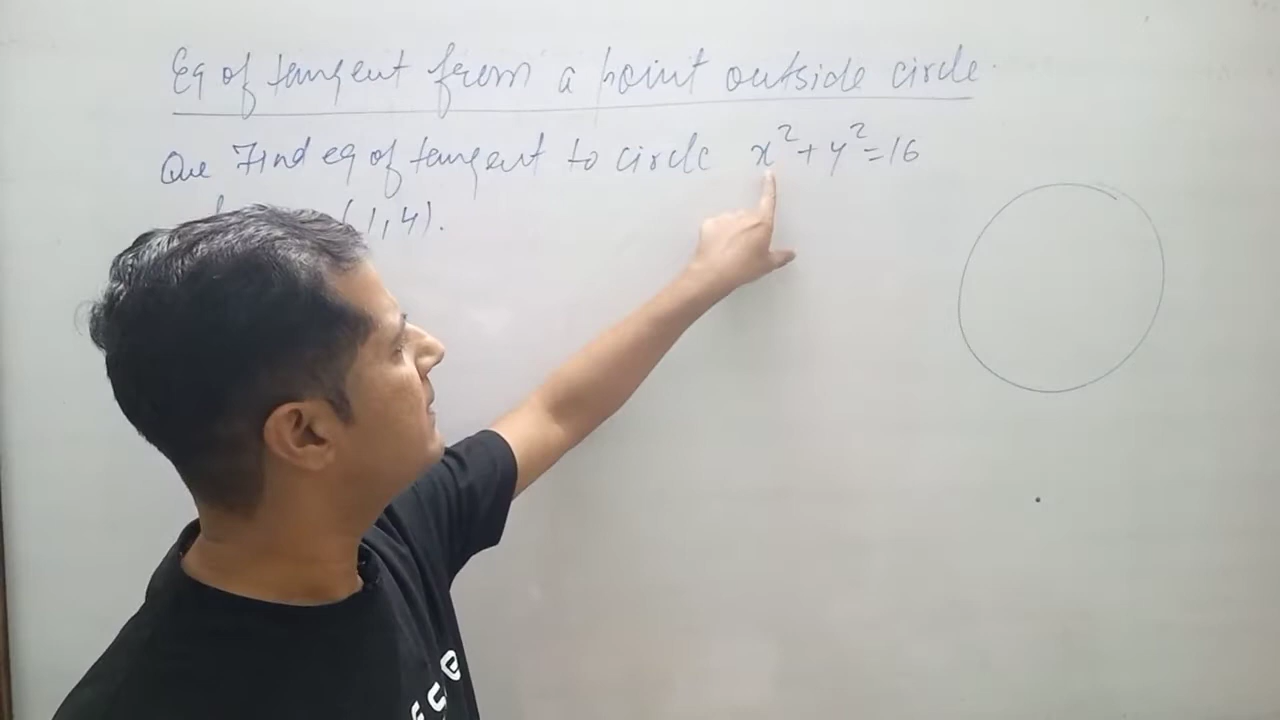 Eq of tangent from a point outside circle.
Que Find eq of tangent to circle x²+y²=16
(1,4).